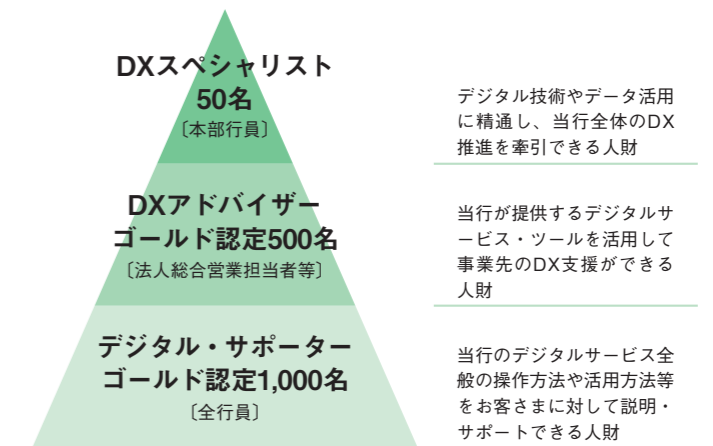 DXスペシャリスト
50名
〔本部行員〕
デジタル技術やデータ活用
に精通し、当行全体のDX
推進を牽引できる人財
DXアドバイザー
ゴールド認定500名
〔法人総合営業担当者等〕
当行が提供するデジタルサ
ービス・ツールを活用して
事業先のDX支援ができる
人財
デジタル・サポーター
ゴールド認定1,000名
〔全行員〕
当行のデジタルサービス全
般の操作方法や活用方法等
をお客さまに対して説明・
サポートできる人財